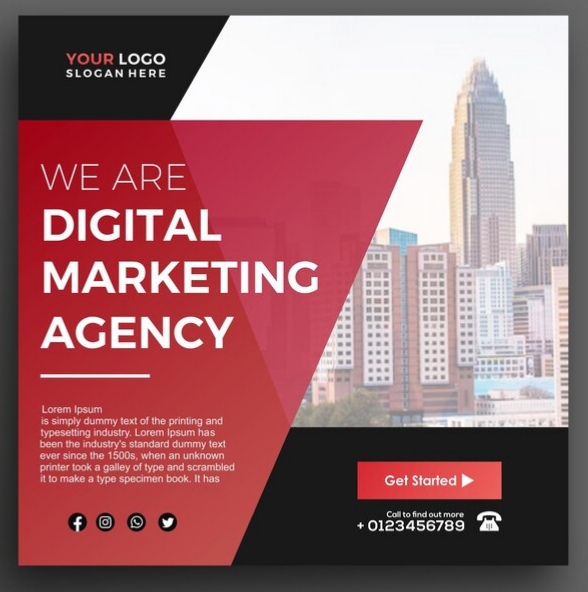 YOUR LOGO
SLOGAN HERE
WE ARE
DIGITAL
MARKETING
AGENCY
Lorem Ipsum
is simply dummy text of the printing and
typesetting industry. Lorem Ipsum has
been the industry's standard dummy text
ever since the 1500s, when an unknown
printer took a galley of type and scrambled
it to make a type specimen book. It has
Get Started
Call to find out more
+ 0123456789